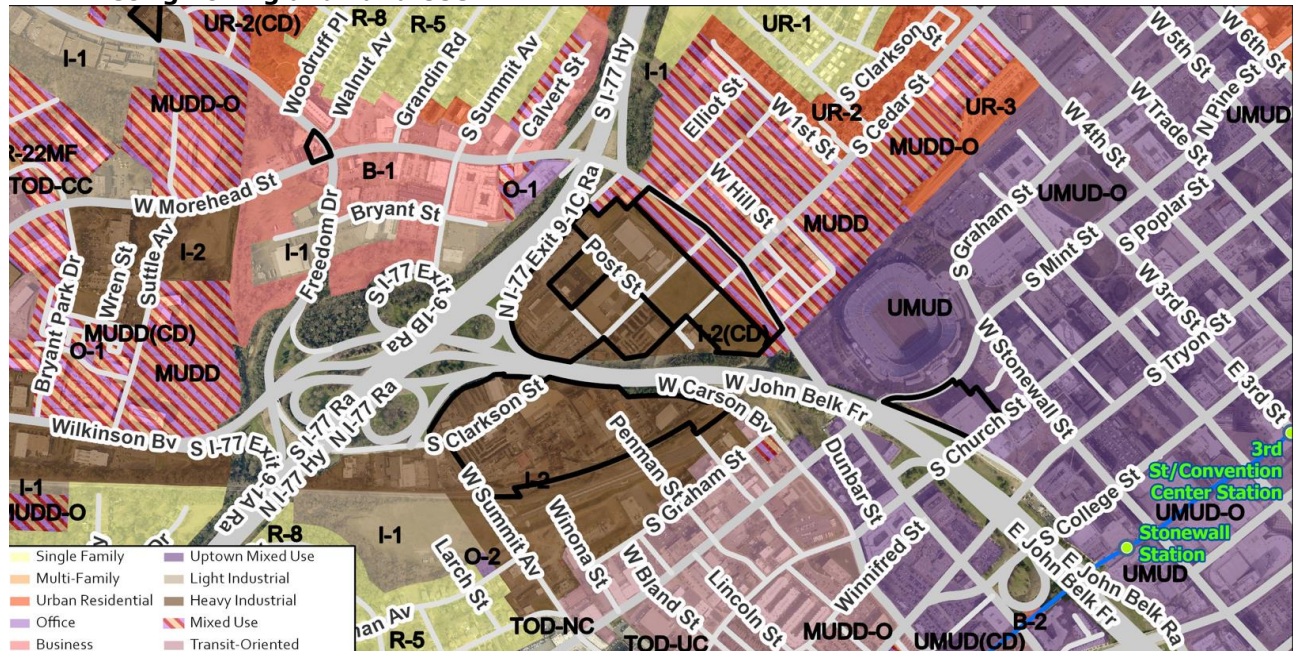 I-1
UR-2(CD)
Woodruff Pl
R-8
Walnut Av
R-5
Grandin Rd
S Summit Av
Calvert St
S I-77 Hy
I-1
UR-1
S Clarkson St
S Cedar St
W 5th St
W 6th St
W Trade St
N Pine St
UMUD
MUDD-O
Elliot St
W 1st St
UR-2
UR-3
MUDD-O
W 4th St
R-22MF
TOD-CC
W Morehead St
B-1
O-1
W Hill St
MUDD
UMUD-O
S Graham St
S Poplar St
S Mint St
Bryant St
I-2
I-1
Freedom Dr
N I-77 Exit 9-1C Ra
Post St
W 3rd St
Bryant Park Dr
Wren St
Suttle Av
S I-77 Exit 9-1B Ra
UMUD
MUDD(CD)
O-1
MUDD
I-2(CD)
W Stonewall St
S Tryon St
E 3rd St
W Carson Bv
W John Belk Fr
S I-77 Ra
N I-77 Ra
Wilkinson Bv
S I-77 Exit 9-1A Ra
N I-77 Hy
S Clarkson St
Penman St
S Graham St
Dunbar St
S Church St
3rd
St/Convention
Center Station
I-2
I-1
MUDD-O
W Summit Av
Winona St
S College St
UMUD-O
Stonewall
Station
UMUD
R-8
I-1
O-2
Larch St
W Bland St
Lincoln St
Winnifred St
E John Belk Fr
S E John Belk Ra
R-5
TOD-NC
TOD-UC
MUDD-O
UMUD(CD)
B-2
Single Family
Multi-Family
Urban Residential
Office
Business
Uptown Mixed Use
Light Industrial
Heavy Industrial
Mixed Use
Transit-Oriented